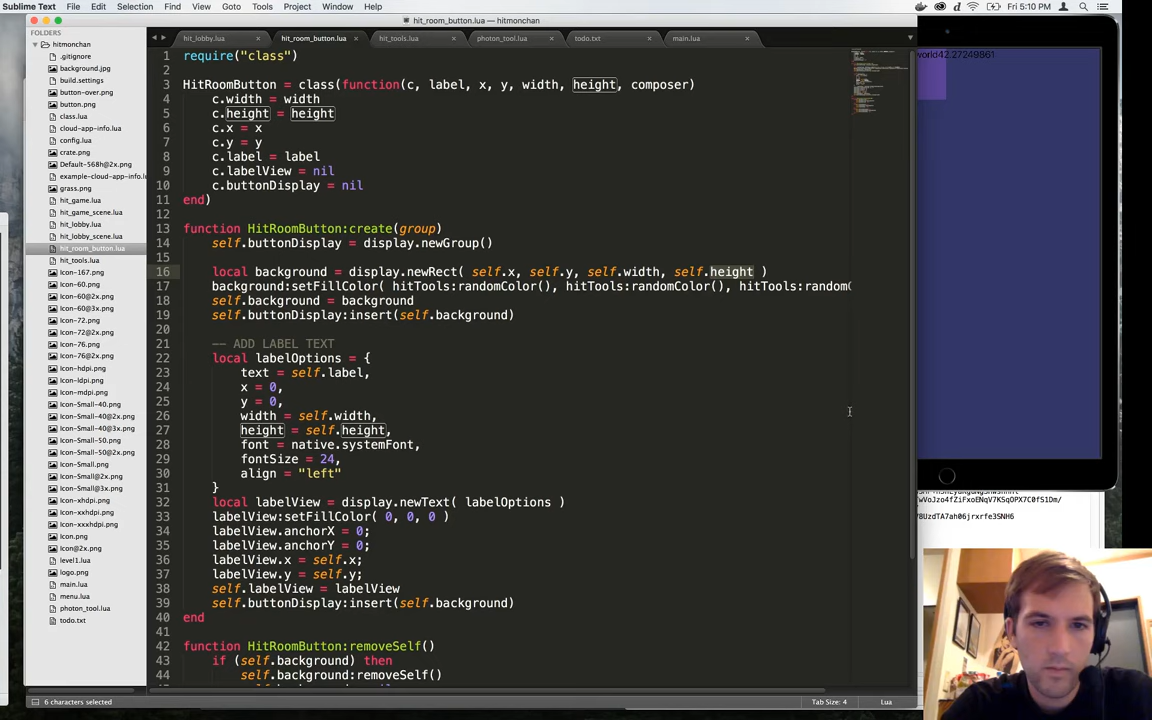 Sublime Text File Edit Selection Find View Goto Tools Project Window Help
Fri 5:10 PM
hit_room_button.lua — hitmonchan
FOLDERS
hitmonchan
.gitignore
background.jpg
build.settings
button-over.png
button.png
class.lua
cloud-app-info.lua
config.lua
crate.png
Default-568h@2x.png
example-cloud-app-info.lu
grass.png
hit_game.lua
hit_game_scene.lua
hit_lobby.lua
hit_lobby_scene.lua
hit_room_button.lua
hit_tools.lua
Icon-167.png
Icon-60.png
Icon-60@2x.png
Icon-60@3x.png
Icon-72.png
Icon-72@2x.png
Icon-76.png
Icon-76@2x.png
Icon-hdpi.png
Icon-ldpi.png
Icon-mdpi.png
Icon-Small-40.png
Icon-Small-40@2x.png
Icon-Small-40@3x.png
Icon-Small-50.png
Icon-Small-50@2x.png
Icon-Small.png
Icon-Small@2x.png
Icon-Small@3x.png
Icon-xhdpi.png
Icon-xxhdpi.png
Icon-xxxhdpi.png
Icon.png
Icon@2x.png
level1.lua
logo.png
main.lua
menu.lua
photon_tool.lua
todo.txt
hit_lobby.lua hit_room_button.lua hit_tools.lua photon_tool.lua todo.txt main.lua
1 require("class")
2
3 HitRoomButton = class(function(c, label, x, y, width, height, composer)
4 c.width = width
5 c.height = height
6 c.x = x
7 c.y = y
8 c.label = label
9 c.labelView = nil
10 c.buttonDisplay = nil
11 end)
12
13 function HitRoomButton:create(group)
14 self.buttonDisplay = display.newGroup()
15
16 local background = display.newRect( self.x, self.y, self.width, self.height )
17 background:setFillColor( hitTools:randomColor(), hitTools:randomColor(), hitTools:randomC
18 self.background = background
19 self.buttonDisplay:insert(self.background)
20
21 -- ADD LABEL TEXT
22 local labelOptions = {
23 text = self.label,
24 x = 0,
25 y = 0,
26 width = self.width,
27 height = self.height,
28 font = native.systemFont,
29 fontSize = 24,
30 align = "left"
31 }
32 local labelView = display.newText( labelOptions )
33 labelView:setFillColor( 0, 0, 0 )
34 labelView.anchorX = 0;
35 labelView.anchorY = 0;
36 labelView.x = self.x;
37 labelView.y = self.y;
38 self.labelView = labelView
39 self.buttonDisplay:insert(self.background)
40 end
41
42 function HitRoomButton:removeSelf()
43 if (self.background) then
44 self.background:removeSelf()
world42.27249861
6 characters selected
Tab Size: 4 Lua